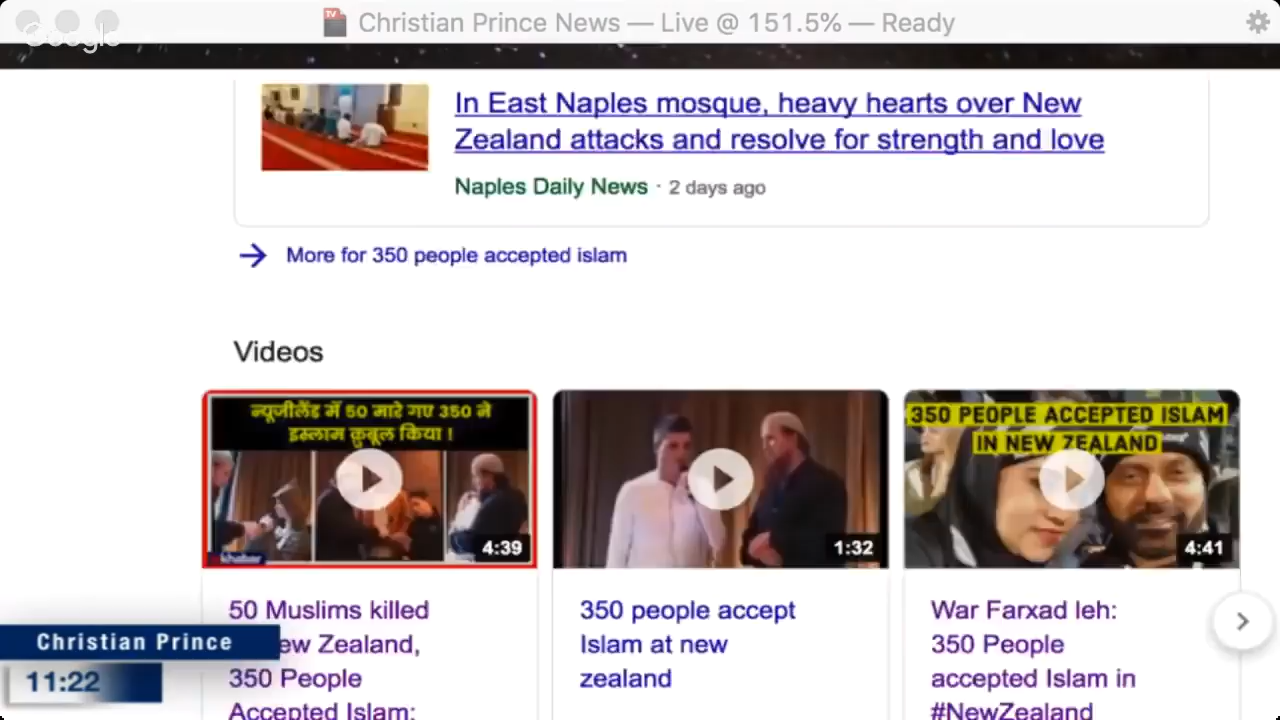 Christian Prince News — Live @ 151.5% — Ready
Google
In East Naples mosque, heavy hearts over New
Zealand attacks and resolve for strength and love
Naples Daily News · 2 days ago
More for 350 people accepted islam
Videos
न्यूजीलैंड में 50 मारे गए 350 ने
इस्लाम क़ुबूल किया !
4:39
1:32
350 PEOPLE ACCEPTED ISLAM
IN NEW ZEALAND
4:41
50 Muslims killed
ew Zealand,
350 People
Accepted Islam:
350 people accept
Islam at new
zealand
War Farxad leh:
350 People
accepted Islam in
#NewZealand
Christian Prince
11:22